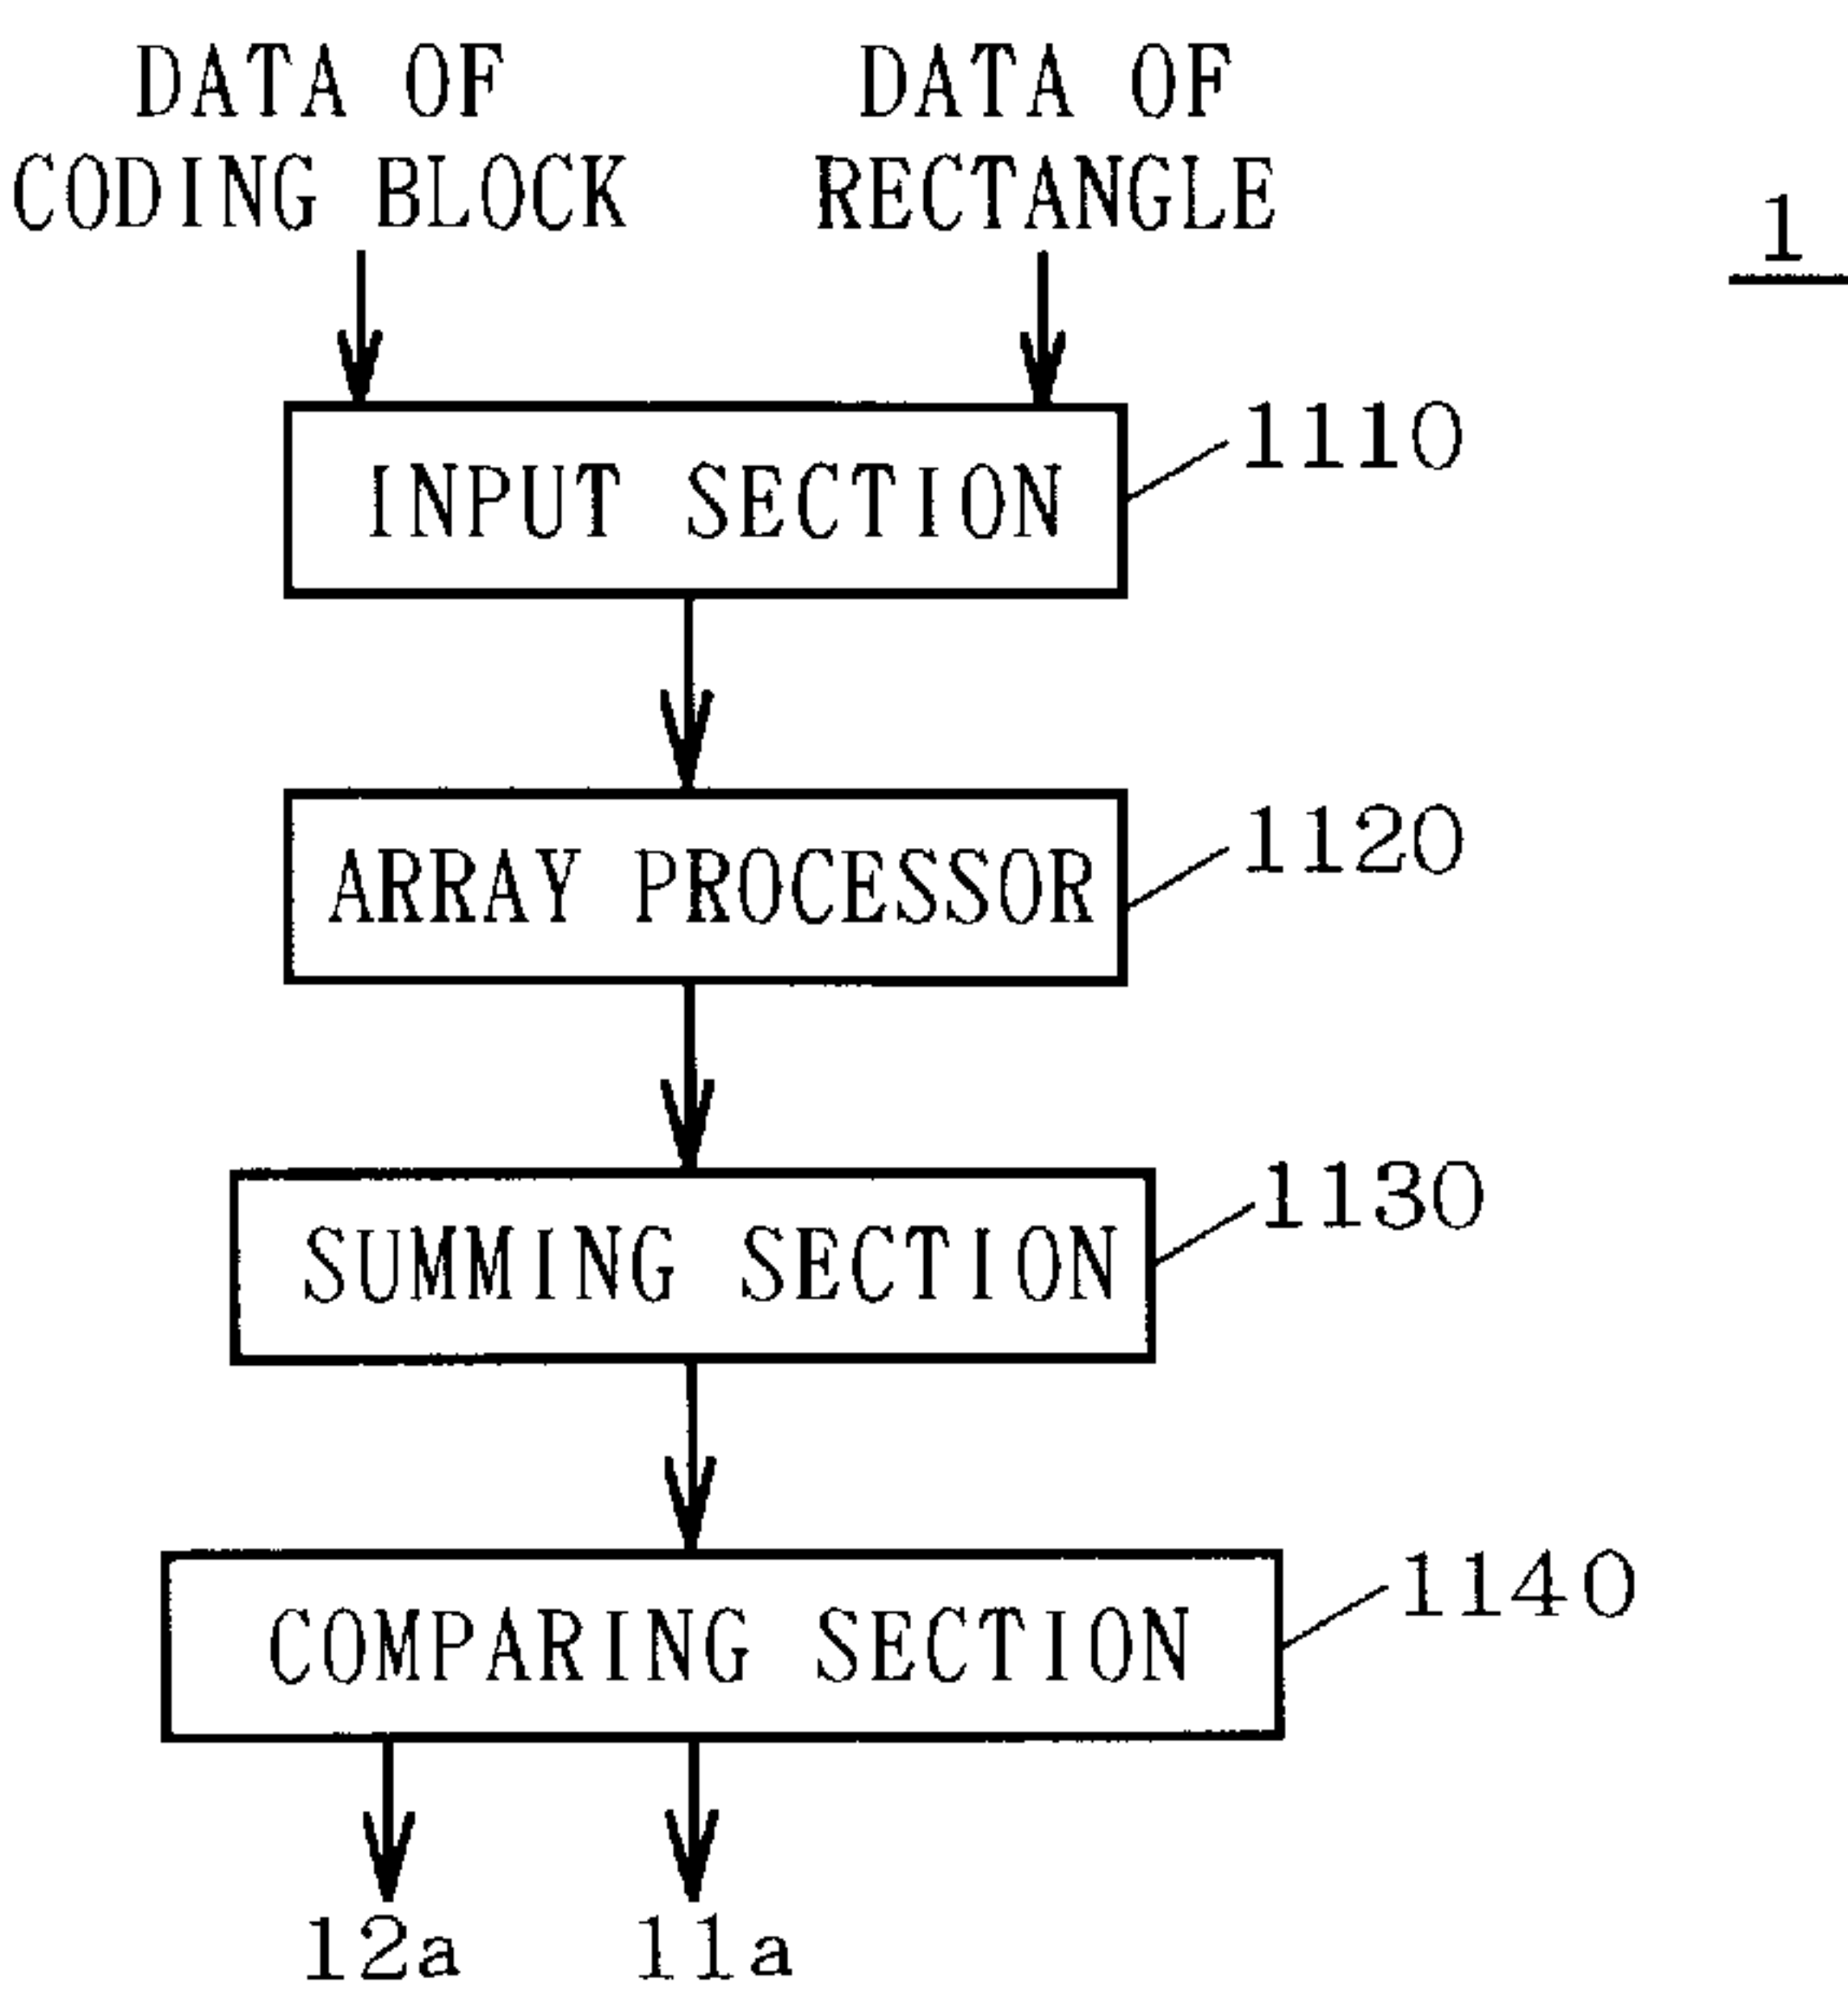 DATA OF
CODING BLOCK
DATA OF
RECTANGLE
1
INPUT SECTION
1110
ARRAY PROCESSOR
1120
SUMMING SECTION
1130
COMPARING SECTION
1140
12a
11a